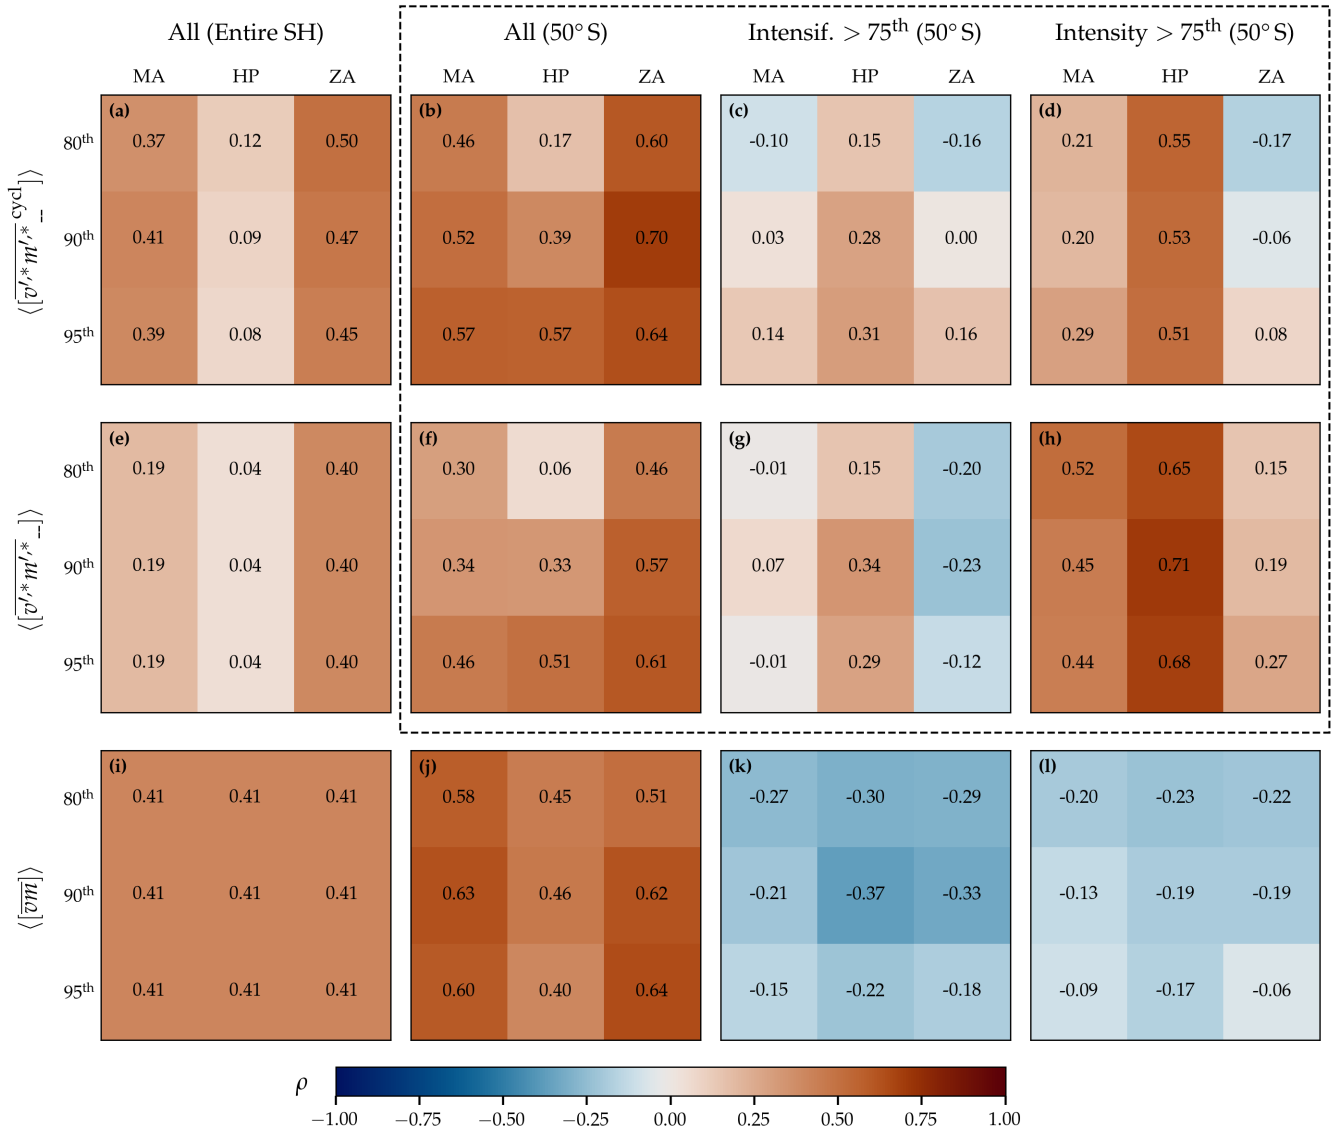 All (Entire SH) All (50° S) Intensif. > 75th (50° S) Intensity > 75th (50° S)
MA HP ZA MA HP ZA MA HP ZA MA HP ZA
⟨[v′,*m′,*__cycl]⟩
(a) (b) (c) (d)
80th 0.37 0.12 0.50 0.46 0.17 0.60 -0.10 0.15 -0.16 0.21 0.55 -0.17
90th 0.41 0.09 0.47 0.52 0.39 0.70 0.03 0.28 0.00 0.20 0.53 -0.06
95th 0.39 0.08 0.45 0.57 0.57 0.64 0.14 0.31 0.16 0.29 0.51 0.08
⟨[v′,*m′,*__]⟩
(e) (f) (g) (h)
80th 0.19 0.04 0.40 0.30 0.06 0.46 -0.01 0.15 -0.20 0.52 0.65 0.15
90th 0.19 0.04 0.40 0.34 0.33 0.57 0.07 0.34 -0.23 0.45 0.71 0.19
95th 0.19 0.04 0.40 0.46 0.51 0.61 -0.01 0.29 -0.12 0.44 0.68 0.27
⟨[vm]⟩
(i) (j) (k) (l)
80th 0.41 0.41 0.41 0.58 0.45 0.51 -0.27 -0.30 -0.29 -0.20 -0.23 -0.22
90th 0.41 0.41 0.41 0.63 0.46 0.62 -0.21 -0.37 -0.33 -0.13 -0.19 -0.19
95th 0.41 0.41 0.41 0.60 0.40 0.64 -0.15 -0.22 -0.18 -0.09 -0.17 -0.06
ρ
−1.00 −0.75 −0.50 −0.25 0.00 0.25 0.50 0.75 1.00